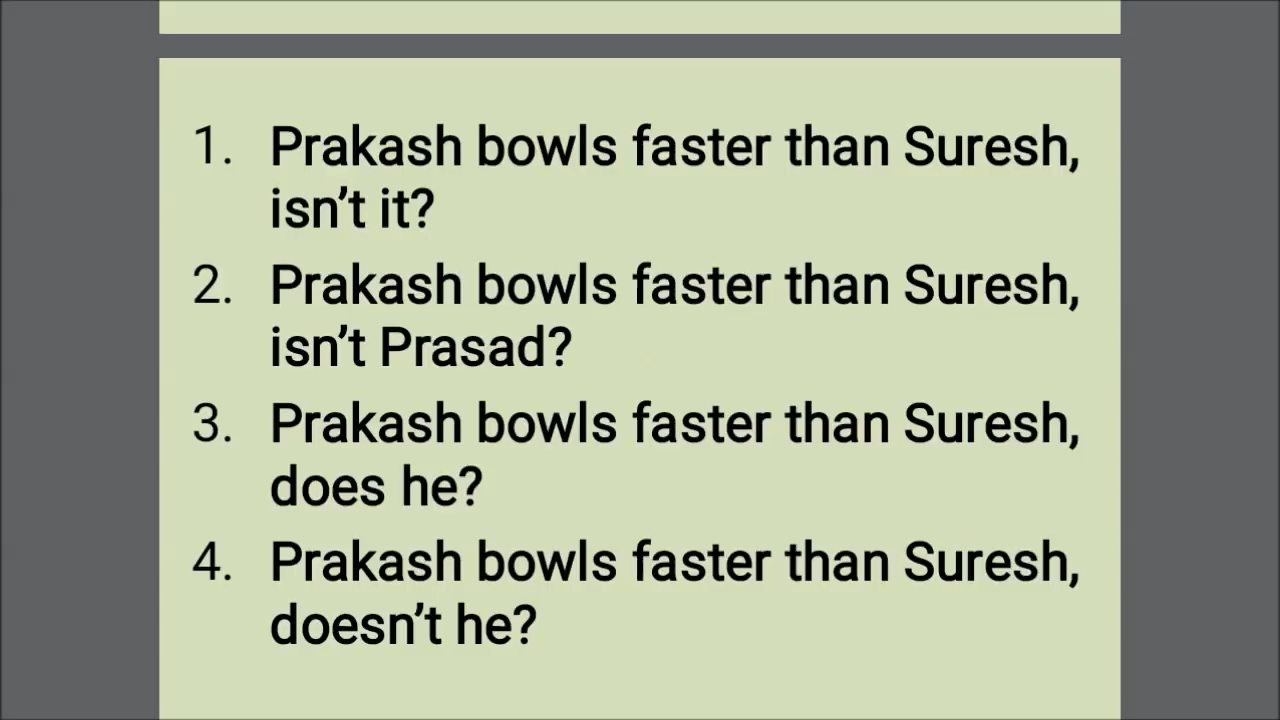 1. Prakash bowls faster than Suresh,
isn’t it?
2. Prakash bowls faster than Suresh,
isn’t Prasad?
3. Prakash bowls faster than Suresh,
does he?
4. Prakash bowls faster than Suresh,
doesn’t he?